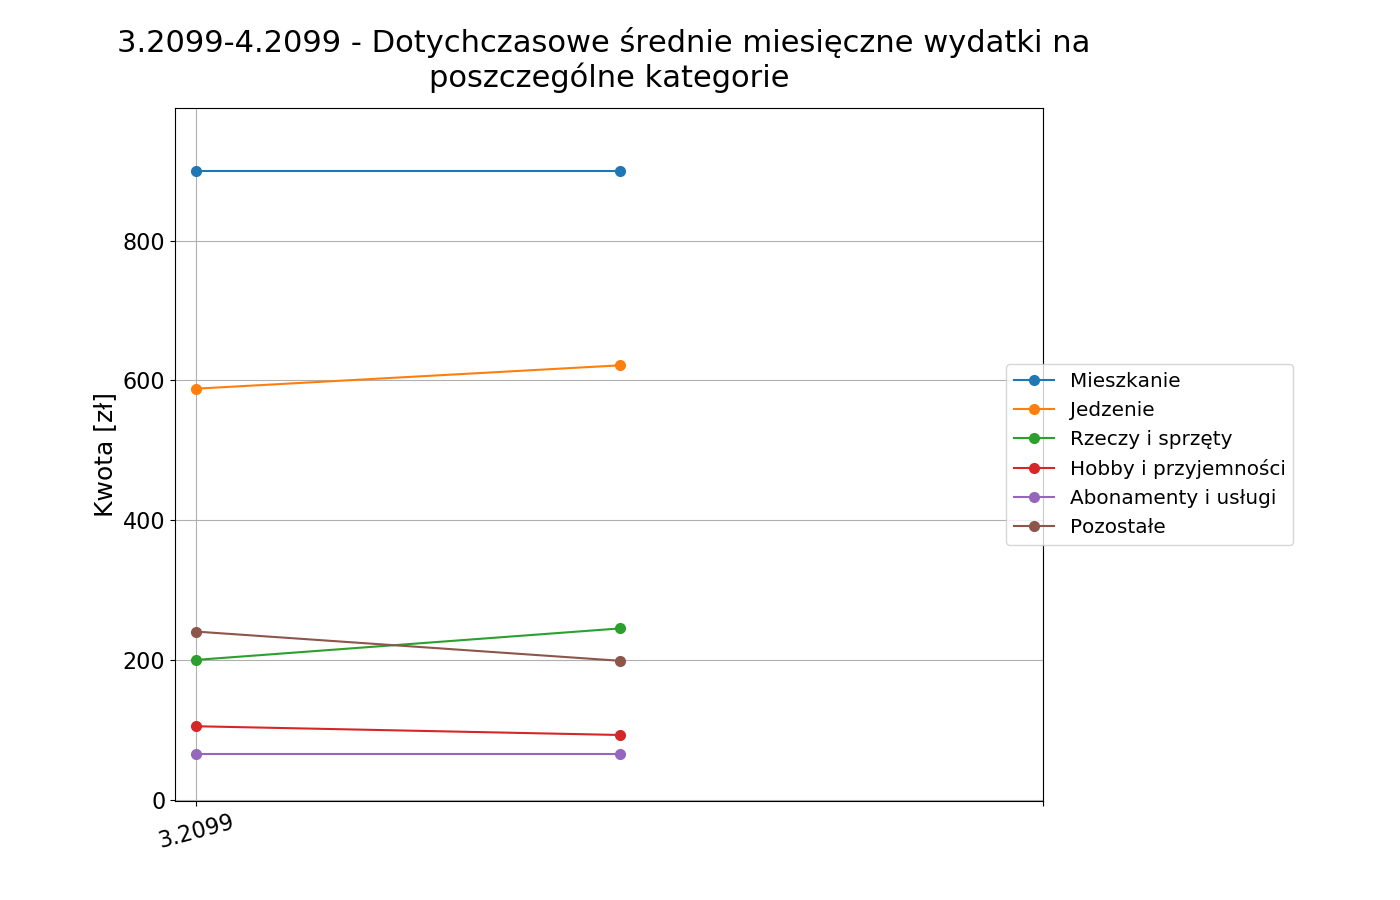 3.2099-4.2099 - Dotychczasowe średnie miesięczne wydatki na
poszczególne kategorie
Kwota [zł]
800
600
400
200
0
3.2099
Mieszkanie
Jedzenie
Rzeczy i sprzęty
Hobby i przyjemności
Abonamenty i usługi
Pozostałe